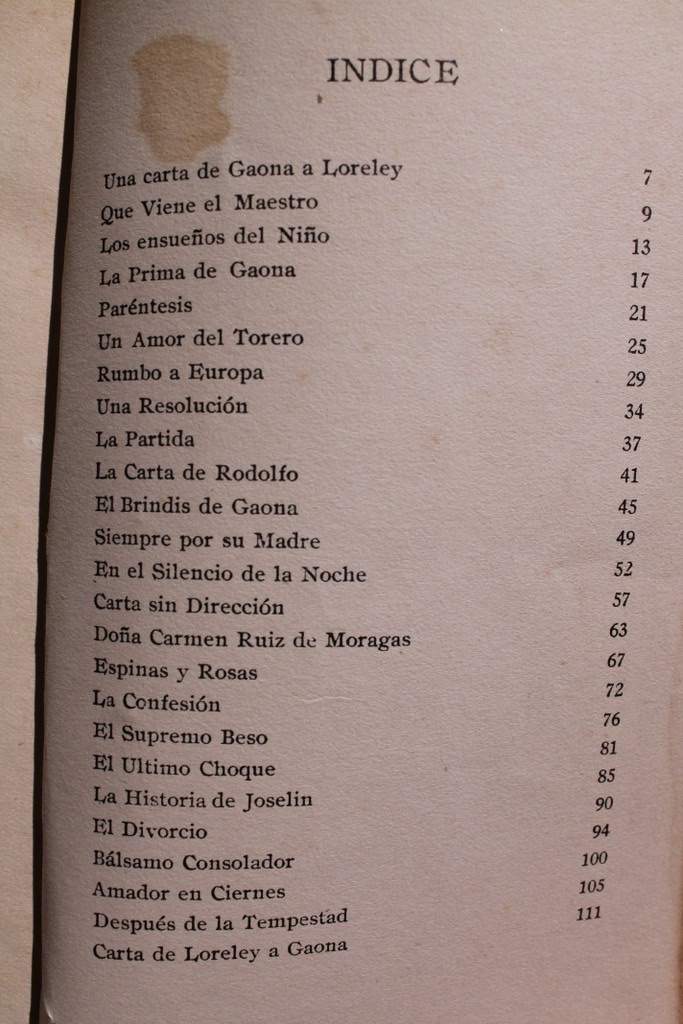 INDICE
Una carta de Gaona a Loreley 7
Que Viene el Maestro 9
Los ensueños del Niño 13
La Prima de Gaona 17
Paréntesis 21
Un Amor del Torero 25
Rumbo a Europa 29
Una Resolución 34
La Partida 37
La Carta de Rodolfo 41
El Brindis de Gaona 45
Siempre por su Madre 49
En el Silencio de la Noche 52
Carta sin Dirección 57
Doña Carmen Ruiz de Moragas 63
Espinas y Rosas 67
La Confesión 72
El Supremo Beso 76
El Ultimo Choque 81
La Historia de Joselin 85
El Divorcio 90
Bálsamo Consolador 94
Amador en Ciernes 100
Después de la Tempestad 105
Carta de Loreley a Gaona 111